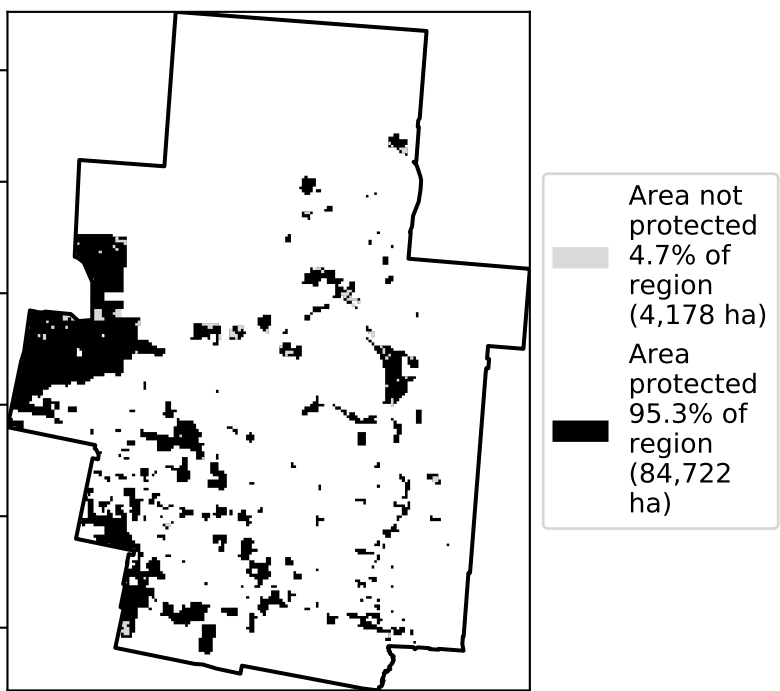 Area not
protected
4.7% of
region
(4,178 ha)
Area
protected
95.3% of
region
(84,722
ha)